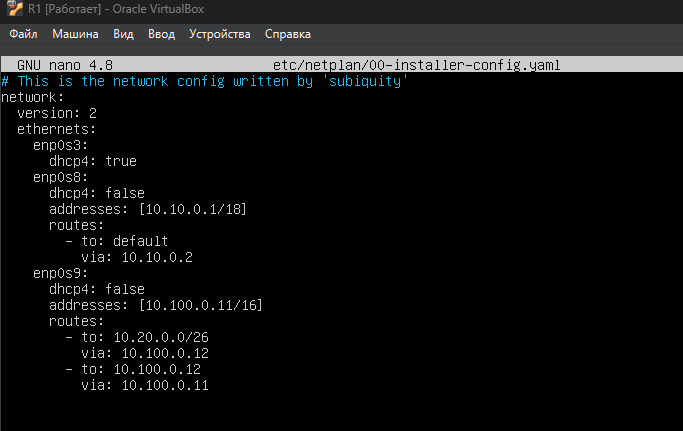 R1 [Работает] - Oracle VirtualBox
Файл Машина Вид Ввод Устройства Справка
GNU nano 4.8 etc/netplan/00-installer-config.yaml
# This is the network config written by 'subiquity'
network:
  version: 2
  ethernets:
    enp0s3:
      dhcp4: true
    enp0s8:
      dhcp4: false
      addresses: [10.10.0.1/18]
      routes:
        - to: default
          via: 10.10.0.2
    enp0s9:
      dhcp4: false
      addresses: [10.100.0.11/16]
      routes:
        - to: 10.20.0.0/26
          via: 10.100.0.12
        - to: 10.100.0.12
          via: 10.100.0.11